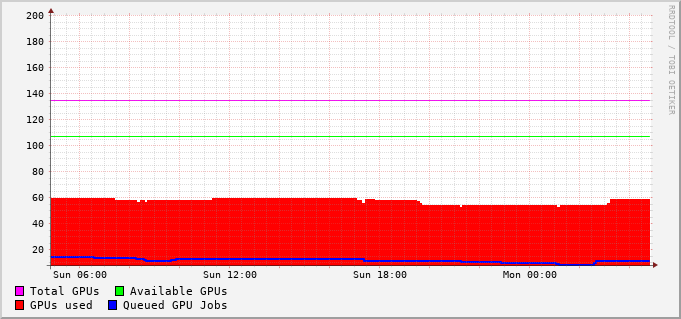 200
180
160
140
120
100
80
60
40
20
Sun 06:00 Sun 12:00 Sun 18:00 Mon 00:00
Total GPUs Available GPUs
GPUs used Queued GPU Jobs
RRDTOOL / TOBI OETIKER